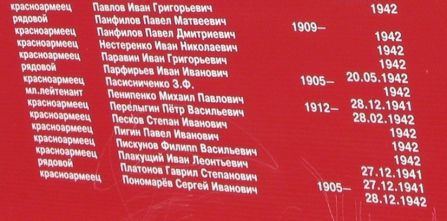 красноармеец Павлов Иван Григорьевич 1942
рядовой Панфилов Павел Матвеевич 1909–
красноармеец Панфилов Павел Дмитриевич 1942
красноармеец Нестеренко Иван Николаевич 1942
красноармеец Паравин Иван Григорьевич 1942
рядовой Парфирьев Иван Иванович 1905– 20.05.1942
красноармеец Пасисниченко З.Ф. 1942
мл.лейтенант Пенипенко Михаил Павлович 1912– 28.12.1941
красноармеец Перелыгин Пётр Васильевич 28.02.1942
красноармеец Песков Степан Иванович 1942
красноармеец Пигин Павел Иванович 1942
красноармеец Пискунов Филипп Васильевич 1942
красноармеец Плакущий Иван Леонтьевич 27.12.1941
рядовой Платонов Гаврил Степанович 1905– 27.12.1941
красноармеец Пономарёв Сергей Иванович 28.12.1942